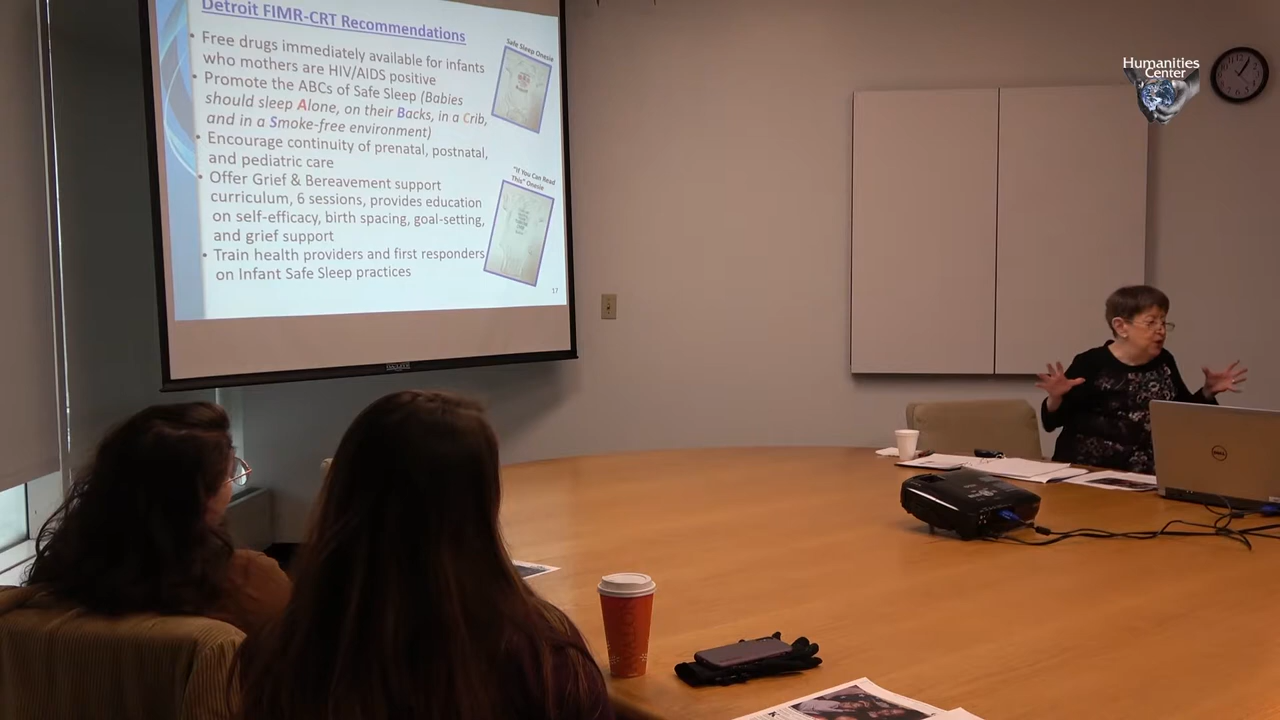 Detroit FIMR-CRT Recommendations
• Free drugs immediately available for infants
who mothers are HIV/AIDS positive
• Promote the ABCs of Safe Sleep (Babies
should sleep Alone, on their Backs, in a Crib,
and in a Smoke-free environment)
• Encourage continuity of prenatal, postnatal,
and pediatric care
• Offer Grief & Bereavement support
curriculum, 6 sessions, provides education
on self-efficacy, birth spacing, goal-setting,
and grief support
• Train health providers and first responders
on Infant Safe Sleep practices
Safe Sleep Onesie
"If You Can Read
This" Onesie
17
Humanities
Center
DELL